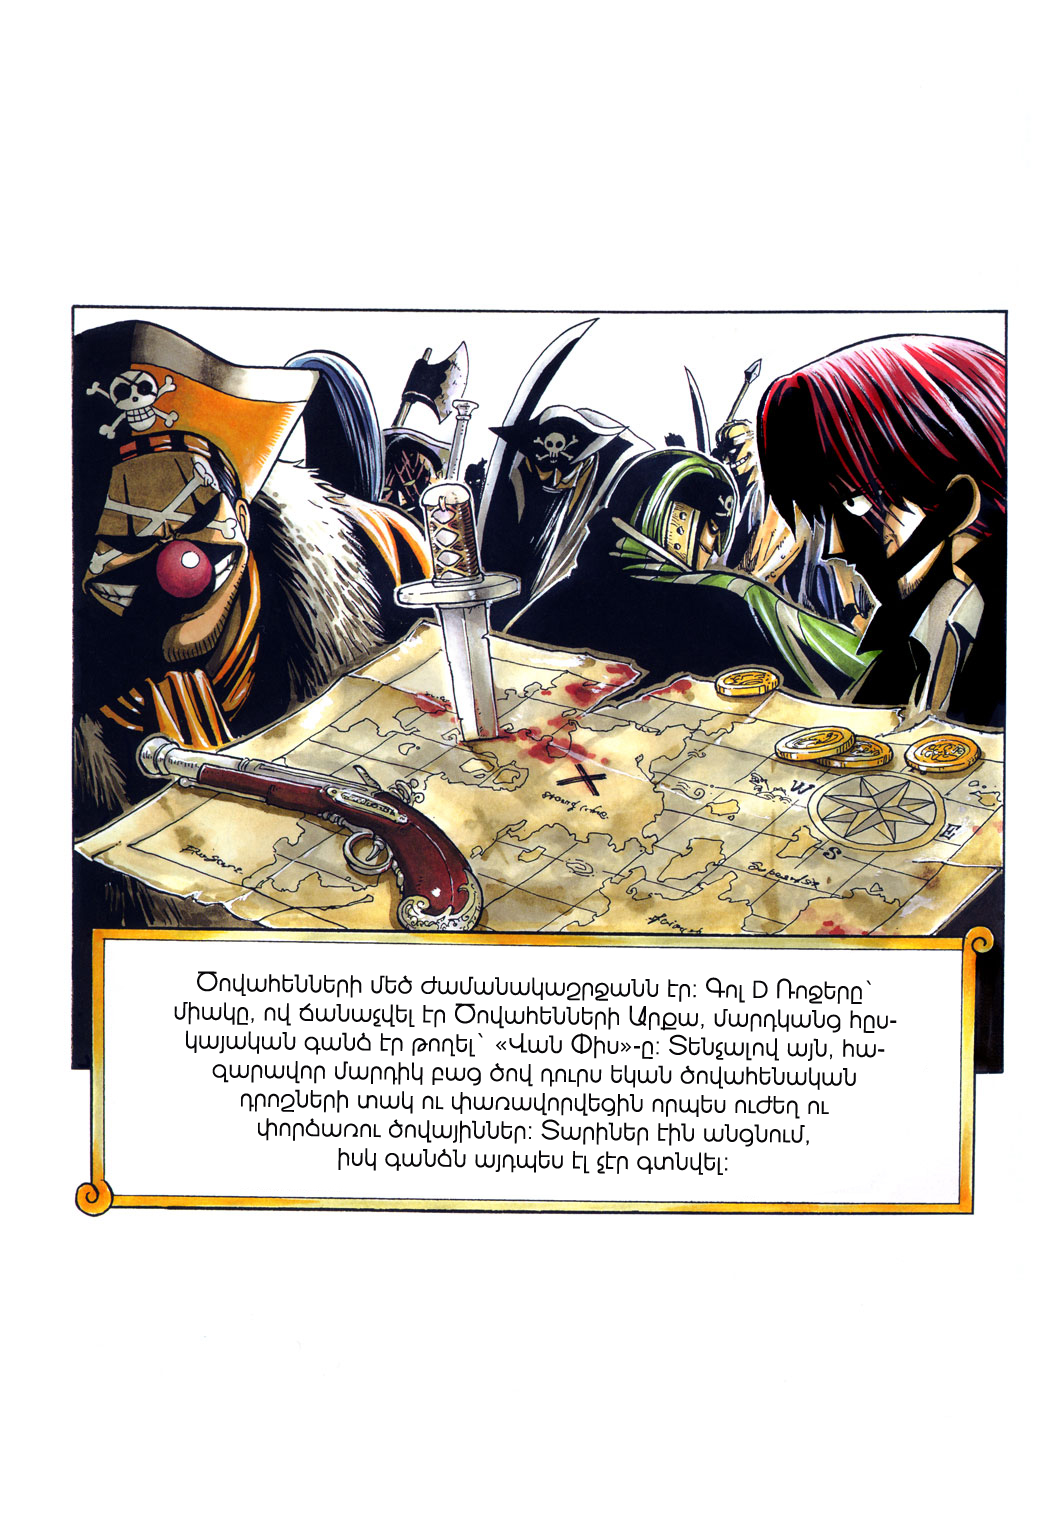 W
E
S
Ծովահենների մեծ ժամանակաշրջանն էր։ Գոլ D Ռոջերը՝
միակը, ով ճանաչվել էր Ծովահենների Արքա, մարդկանց հըս-
կայական գանձ էր թողել՝ «Վան Փիս»-ը։ Տենչալով այն, հա-
զարավոր մարդիկ բաց ծով դուրս եկան ծովահենական
դրոշների տակ ու փառավորվեցին որպես ուժեղ ու
փորձառու ծովայիններ։ Տարիներ էին անցնում,
իսկ գանձն այդպես էլ չէր գտնվել։